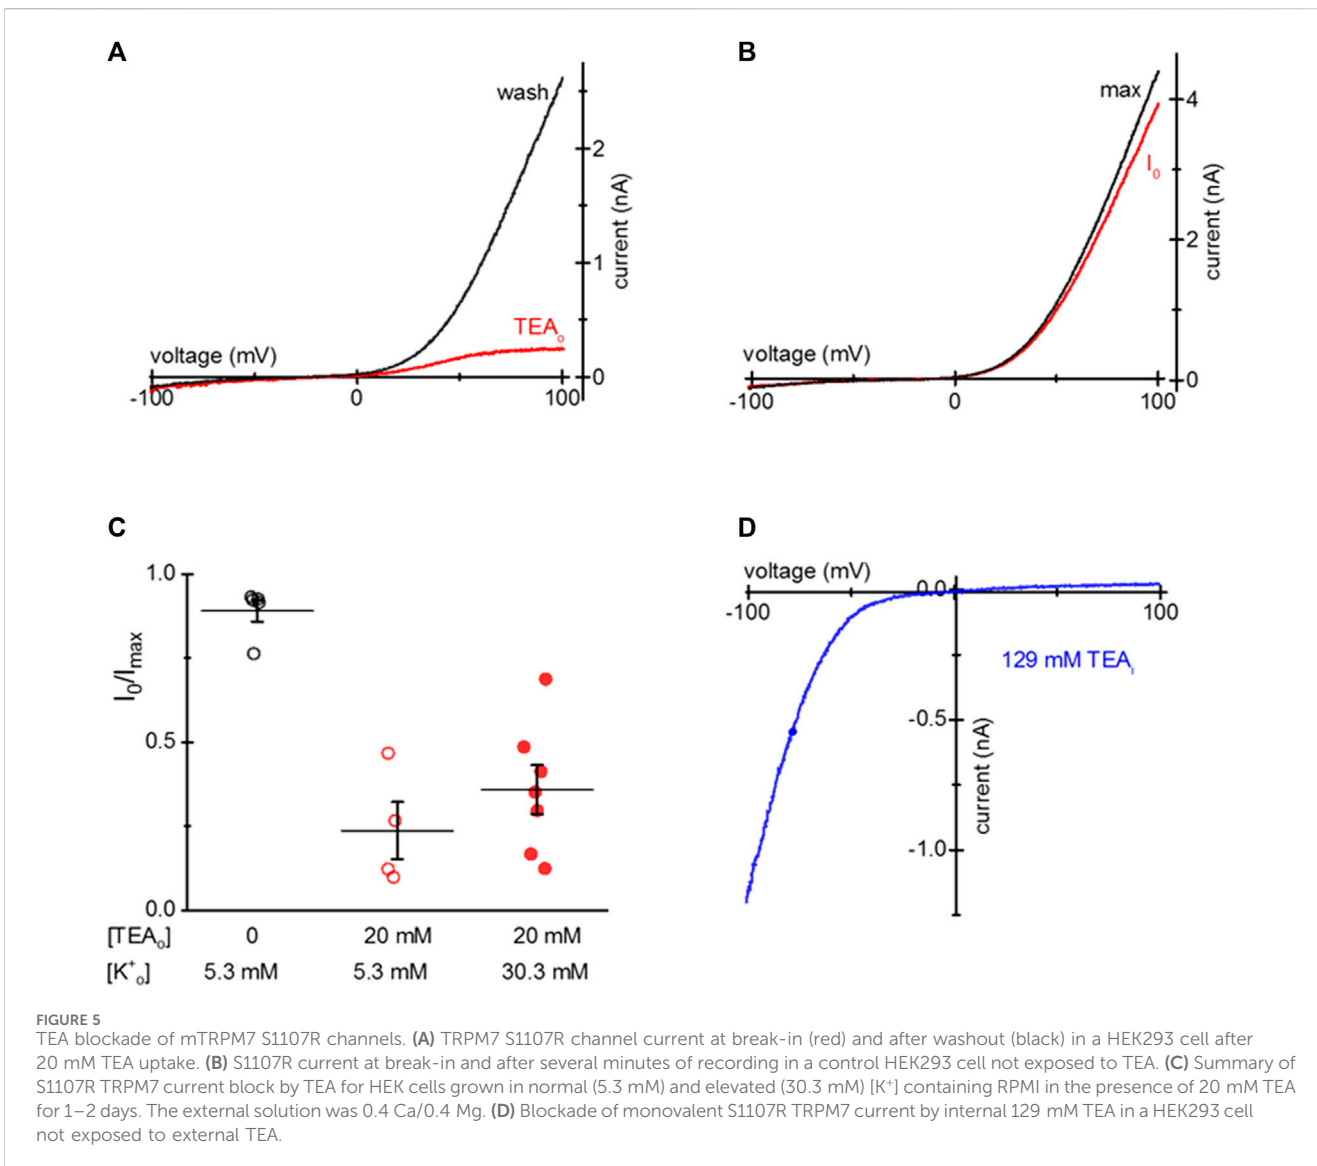 A
wash
2
1
0
current (nA)
TEAo
voltage (mV)
-100
0
100
B
max
I0
4
2
0
current (nA)
voltage (mV)
-100
0
100
C
1.0
0.5
0.0
I0/Imax
[TEAo] 0 20 mM 20 mM
[K+o] 5.3 mM 5.3 mM 30.3 mM
D
voltage (mV)
0.0
-100
100
129 mM TEAi
-0.5
-1.0
current (nA)
FIGURE 5
TEA blockade of mTRPM7 S1107R channels. (A) TRPM7 S1107R channel current at break-in (red) and after washout (black) in a HEK293 cell after
20 mM TEA uptake. (B) S1107R current at break-in and after several minutes of recording in a control HEK293 cell not exposed to TEA. (C) Summary of
S1107R TRPM7 current block by TEA for HEK cells grown in normal (5.3 mM) and elevated (30.3 mM) [K+] containing RPMI in the presence of 20 mM TEA
for 1–2 days. The external solution was 0.4 Ca/0.4 Mg. (D) Blockade of monovalent S1107R TRPM7 current by internal 129 mM TEA in a HEK293 cell
not exposed to external TEA.